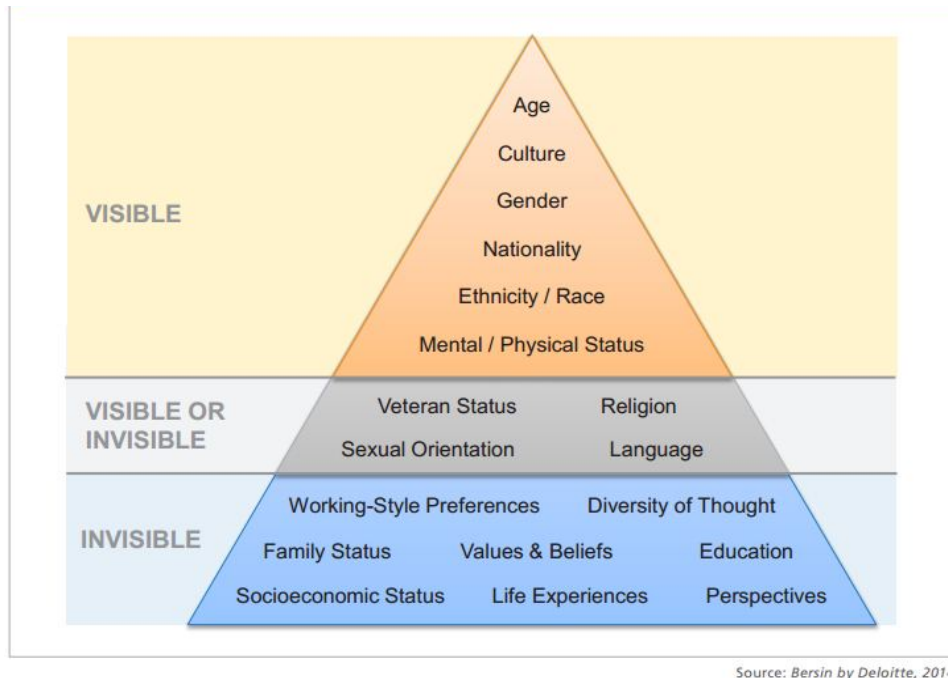 Age
Culture
Gender
VISIBLE
Nationality
Ethnicity / Race
Mental / Physical Status
VISIBLE OR
INVISIBLE
Veteran Status Religion
Sexual Orientation Language
INVISIBLE
Working-Style Preferences Diversity of Thought
Family Status Values & Beliefs Education
Socioeconomic Status Life Experiences Perspectives
Source: Bersin by Deloitte,